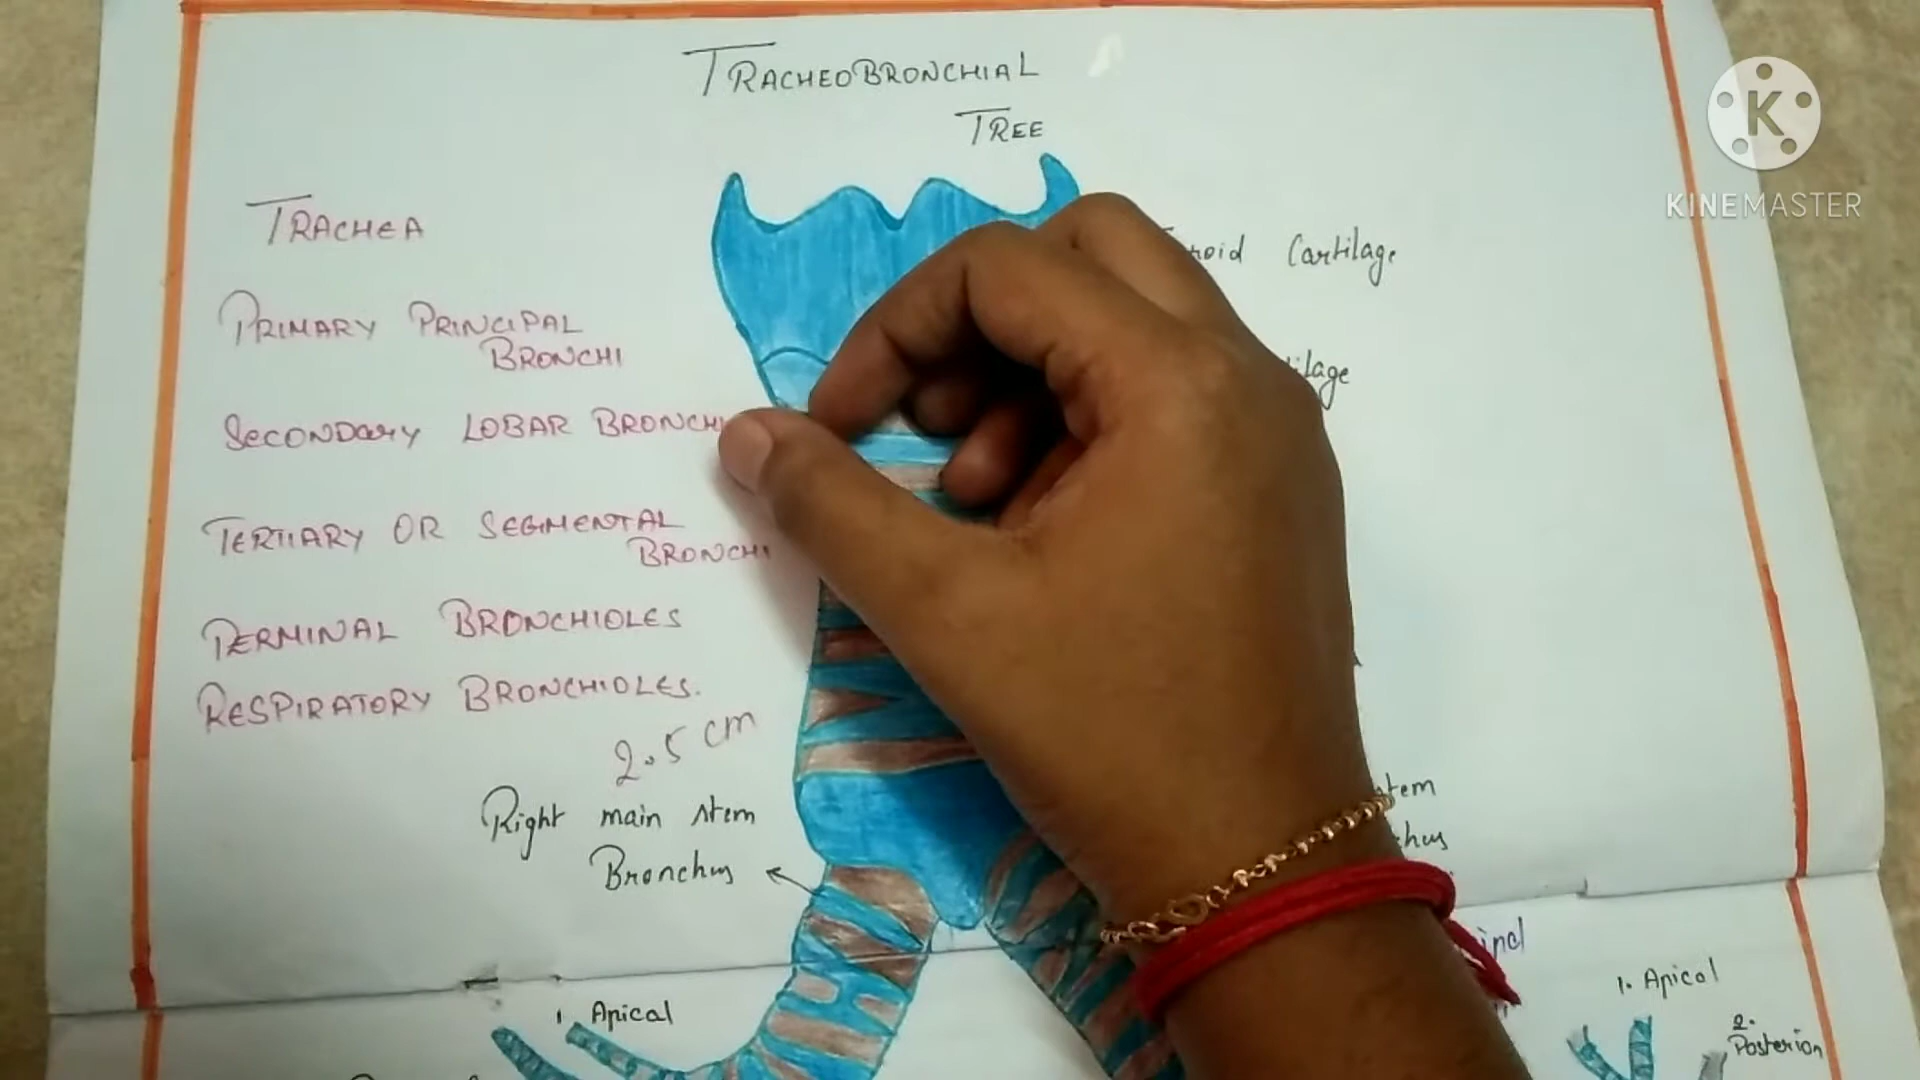 TRACHEOBRONCHIAL
TREE
KINEMASTER
TRACHEA
Cartilage
PRIMARY PRINCIPAL
BRONCHI
SECONDARY LOBAR BRONCHI
TERTIARY OR SEGMENTAL
BRONCHI
TERMINAL BRONCHIOLES
RESPIRATORY BRONCHIOLES.
2.5 cm
Right main stem
Bronchus
1. Apical
1. Apical
2.
Posterior